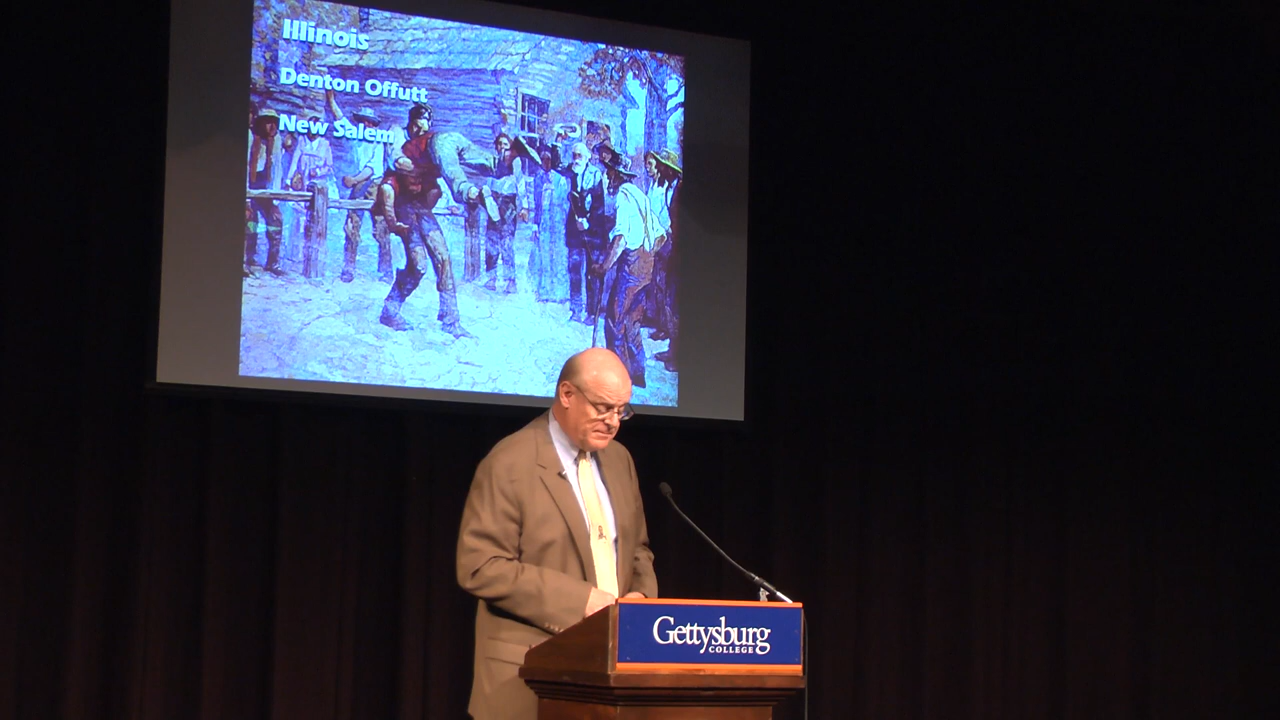 Illinois
Denton Offutt
New Salem
Gettysburg
COLLEGE